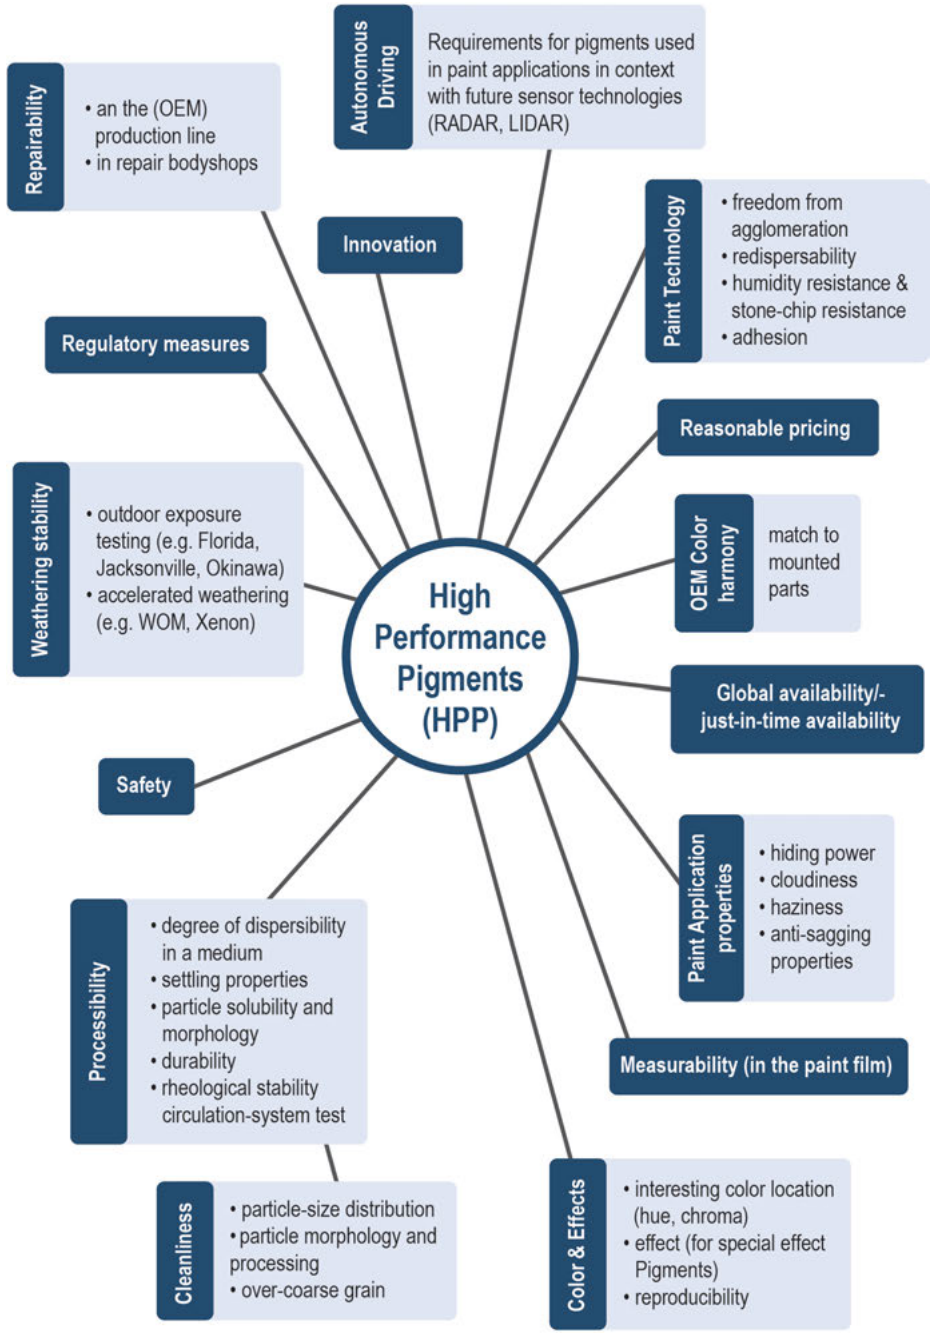 Autonomous
Driving
Requirements for pigments used
in paint applications in context
with future sensor technologies
(RADAR, LIDAR)
Repairability
• an the (OEM)
production line
• in repair bodyshops
Innovation
Paint Technology
• freedom from
agglomeration
• redispersability
• humidity resistance &
stone-chip resistance
• adhesion
Regulatory measures
Reasonable pricing
Weathering stability
• outdoor exposure
testing (e.g. Florida,
Jacksonville, Okinawa)
• accelerated weathering
(e.g. WOM, Xenon)
OEM Color
harmony
match to
mounted
parts
High
Performance
Pigments
(HPP)
Global availability/-
just-in-time availability
Safety
Paint Application
properties
• hiding power
• cloudiness
• haziness
• anti-sagging
properties
Processibility
• degree of dispersibility
in a medium
• settling properties
• particle solubility and
morphology
• durability
• rheological stability
circulation-system test
Measurability (in the paint film)
Cleanliness
• particle-size distribution
• particle morphology and
processing
• over-coarse grain
Color & Effects
• interesting color location
(hue, chroma)
• effect (for special effect
Pigments)
• reproducibility